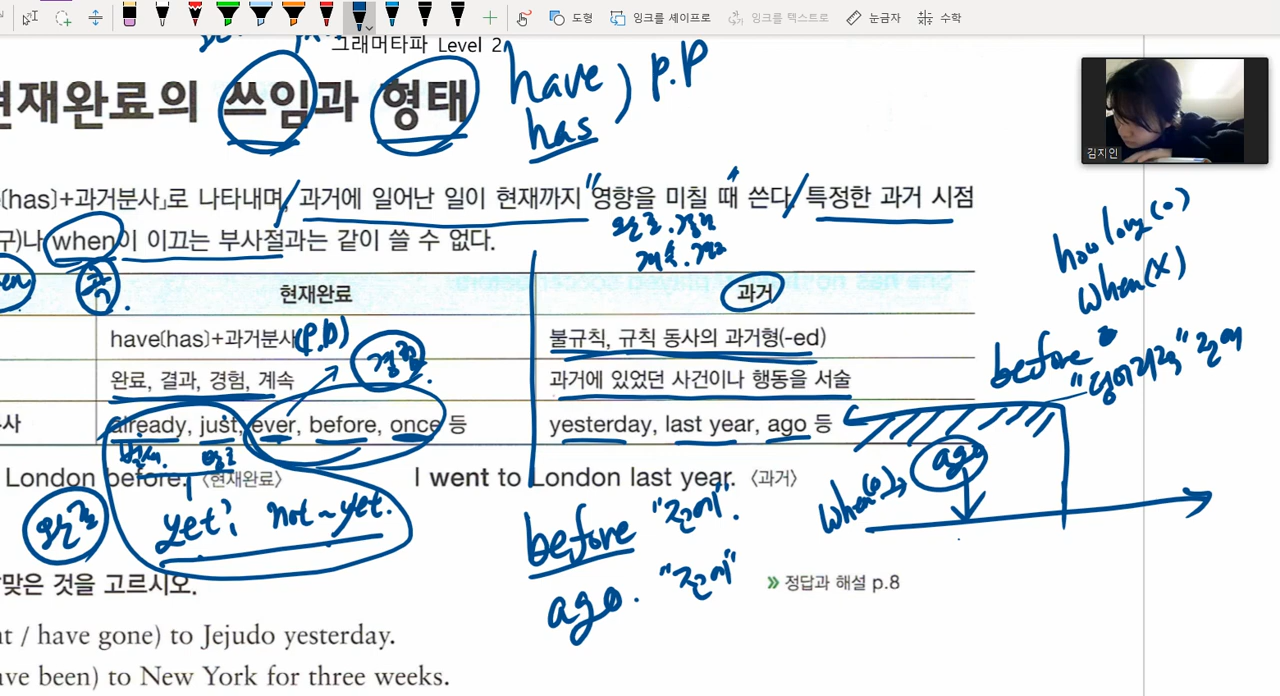 도형 잉크를 셰이프로 잉크를 텍스트로 눈금자 수학
그래머타파 Level 2
현재완료의 쓰임과 형태
have
has
p.p
[has]+과거분사」로 나타내며, 과거에 일어난 일이 현재까지 "영향을 미칠 때" 쓴다. 특정한 과거 시점
완료. 경험
계속. 결과
구)나 when이 이끄는 부사절과는 같이 쓸 수 없다.
how long(o)
when(X)
현재완료
과거
have[has]+과거분사(p.p)
불규칙, 규칙 동사의 과거형(-ed)
경험.
before
"덩어리적" 전에
완료, 결과, 경험, 계속
과거에 있었던 사건이나 행동을 서술
already, just, ever, before, once 등
yesterday, last year, ago 등
벌써.
ago
London before. 〈현재완료〉
I went to London last year. 〈과거〉
when(o)
완료
yet?
not ~ yet.
before "전에".
ago. "전에"
알맞은 것을 고르시오.
정답과 해설 p.8
nt / have gone) to Jejudo yesterday.
ave been) to New York for three weeks.
김지인